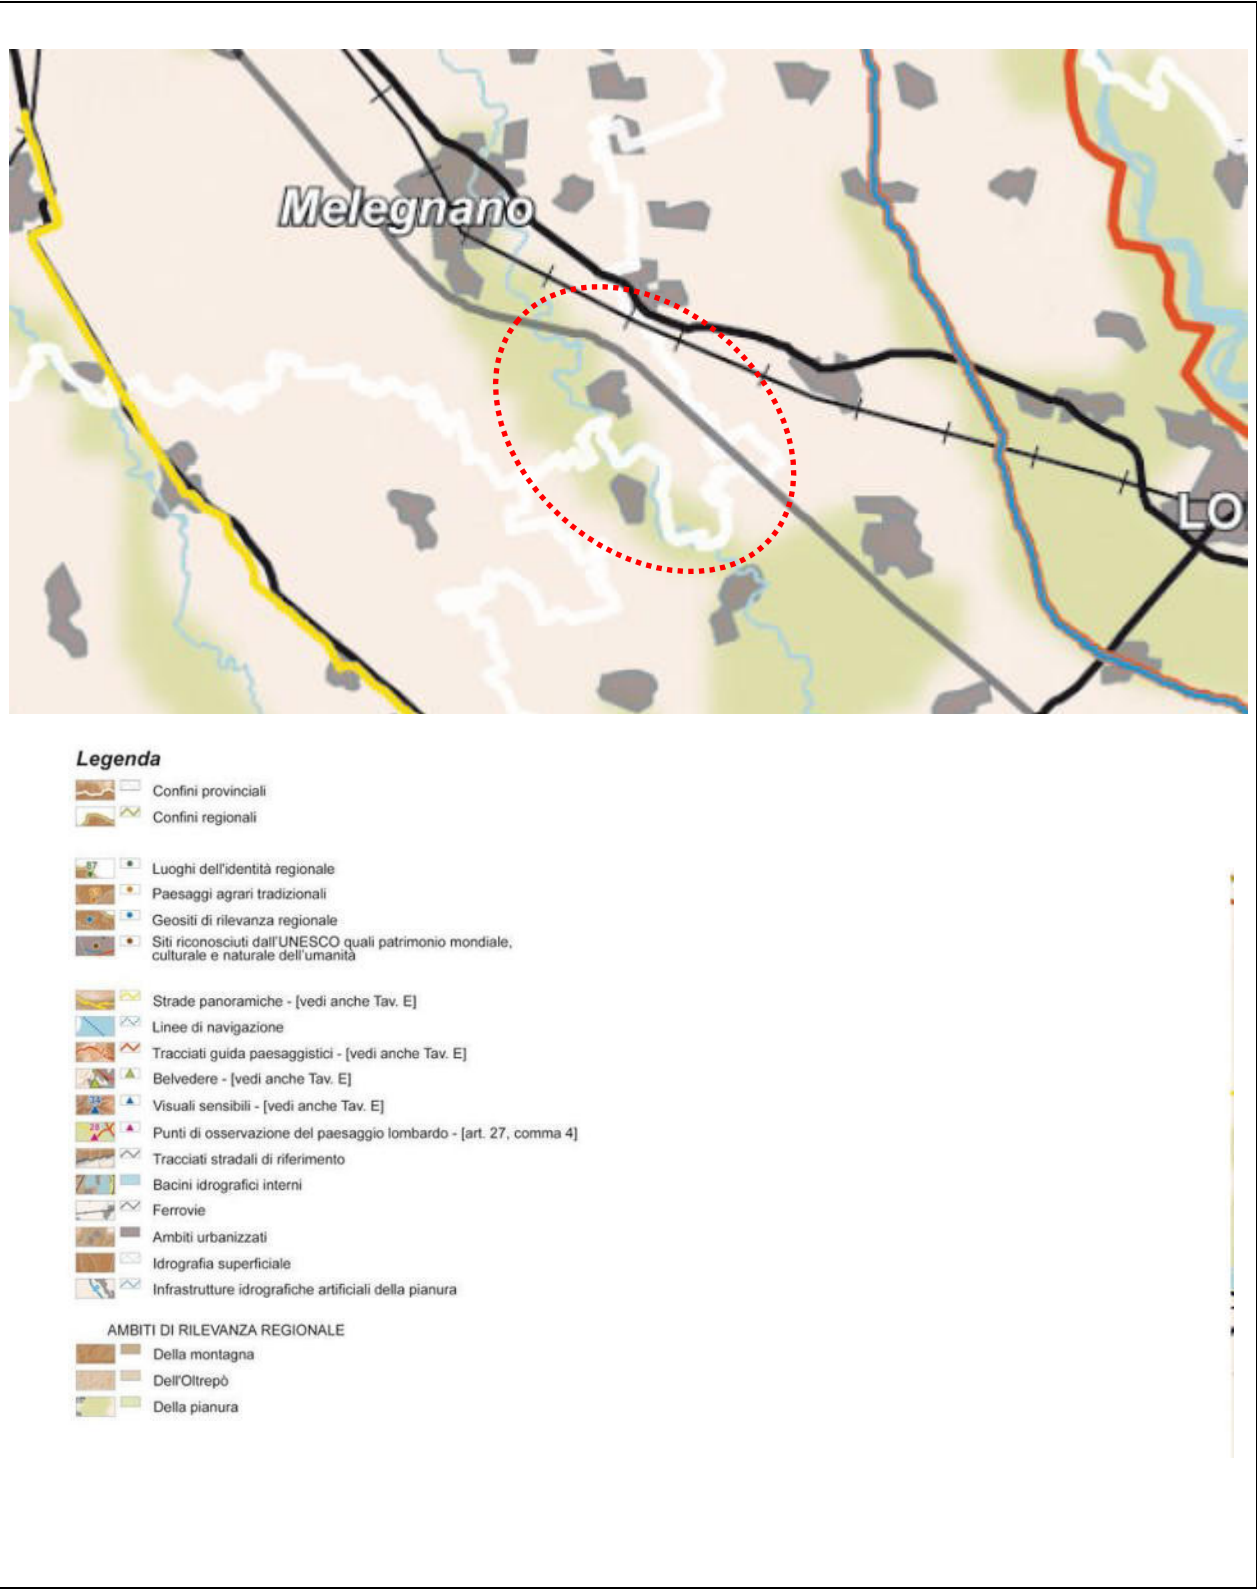 Melegnano
LO
Legenda
Confini provinciali
Confini regionali
Luoghi dell'identità regionale
Paesaggi agrari tradizionali
Geositi di rilevanza regionale
Siti riconosciuti dall'UNESCO quali patrimonio mondiale,
culturale e naturale dell'umanità
Strade panoramiche - [vedi anche Tav. E]
Linee di navigazione
Tracciati guida paesaggistici - [vedi anche Tav. E]
Belvedere - [vedi anche Tav. E]
Visuali sensibili - [vedi anche Tav. E]
Punti di osservazione del paesaggio lombardo - [art. 27, comma 4]
Tracciati stradali di riferimento
Bacini idrografici interni
Ferrovie
Ambiti urbanizzati
Idrografia superficiale
Infrastrutture idrografiche artificiali della pianura
AMBITI DI RILEVANZA REGIONALE
Della montagna
Dell'Oltrepò
Della pianura